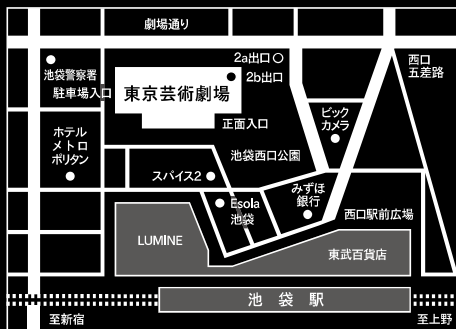 劇場通り
2a出口
2b出口
西口
五差路
池袋警察署
駐車場入口
東京芸術劇場
正面入口
ビック
カメラ
ホテル
メトロ
ポリタン
池袋西口公園
スパイス2
みずほ
銀行
Esola
池袋
西口駅前広場
LUMINE
東武百貨店
池袋駅
至新宿
至上野